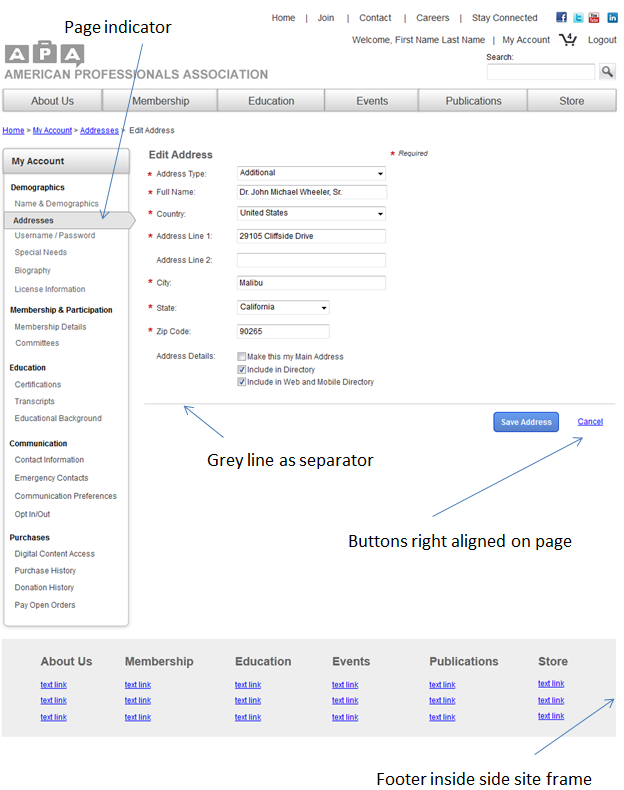 Page indicator
Home | Join | Contact | Careers | Stay Connected
Welcome, First Name Last Name | My Account 4 Logout
APA
AMERICAN PROFESSIONALS ASSOCIATION
Search:
About Us Membership Education Events Publications Store
Home > My Account > Addresses > Edit Address
My Account
Demographics
Name & Demographics
Addresses
Username / Password
Special Needs
Biography
License Information
Membership & Participation
Membership Details
Committees
Education
Certifications
Transcripts
Educational Background
Communication
Contact Information
Emergency Contacts
Communication Preferences
Opt In/Out
Purchases
Digital Content Access
Purchase History
Donation History
Pay Open Orders
Edit Address * Required
* Address Type: Additional
* Full Name: Dr. John Michael Wheeler, Sr.
* Country: United States
* Address Line 1: 29105 Cliffside Drive
Address Line 2:
* City: Malibu
* State: California
* Zip Code: 90265
Address Details: Make this my Main Address
Include in Directory
Include in Web and Mobile Directory
Save Address Cancel
Grey line as separator
Buttons right aligned on page
About Us Membership Education Events Publications Store
text link text link text link text link text link text link
text link text link text link text link text link text link
text link text link text link text link text link text link
Footer inside side site frame